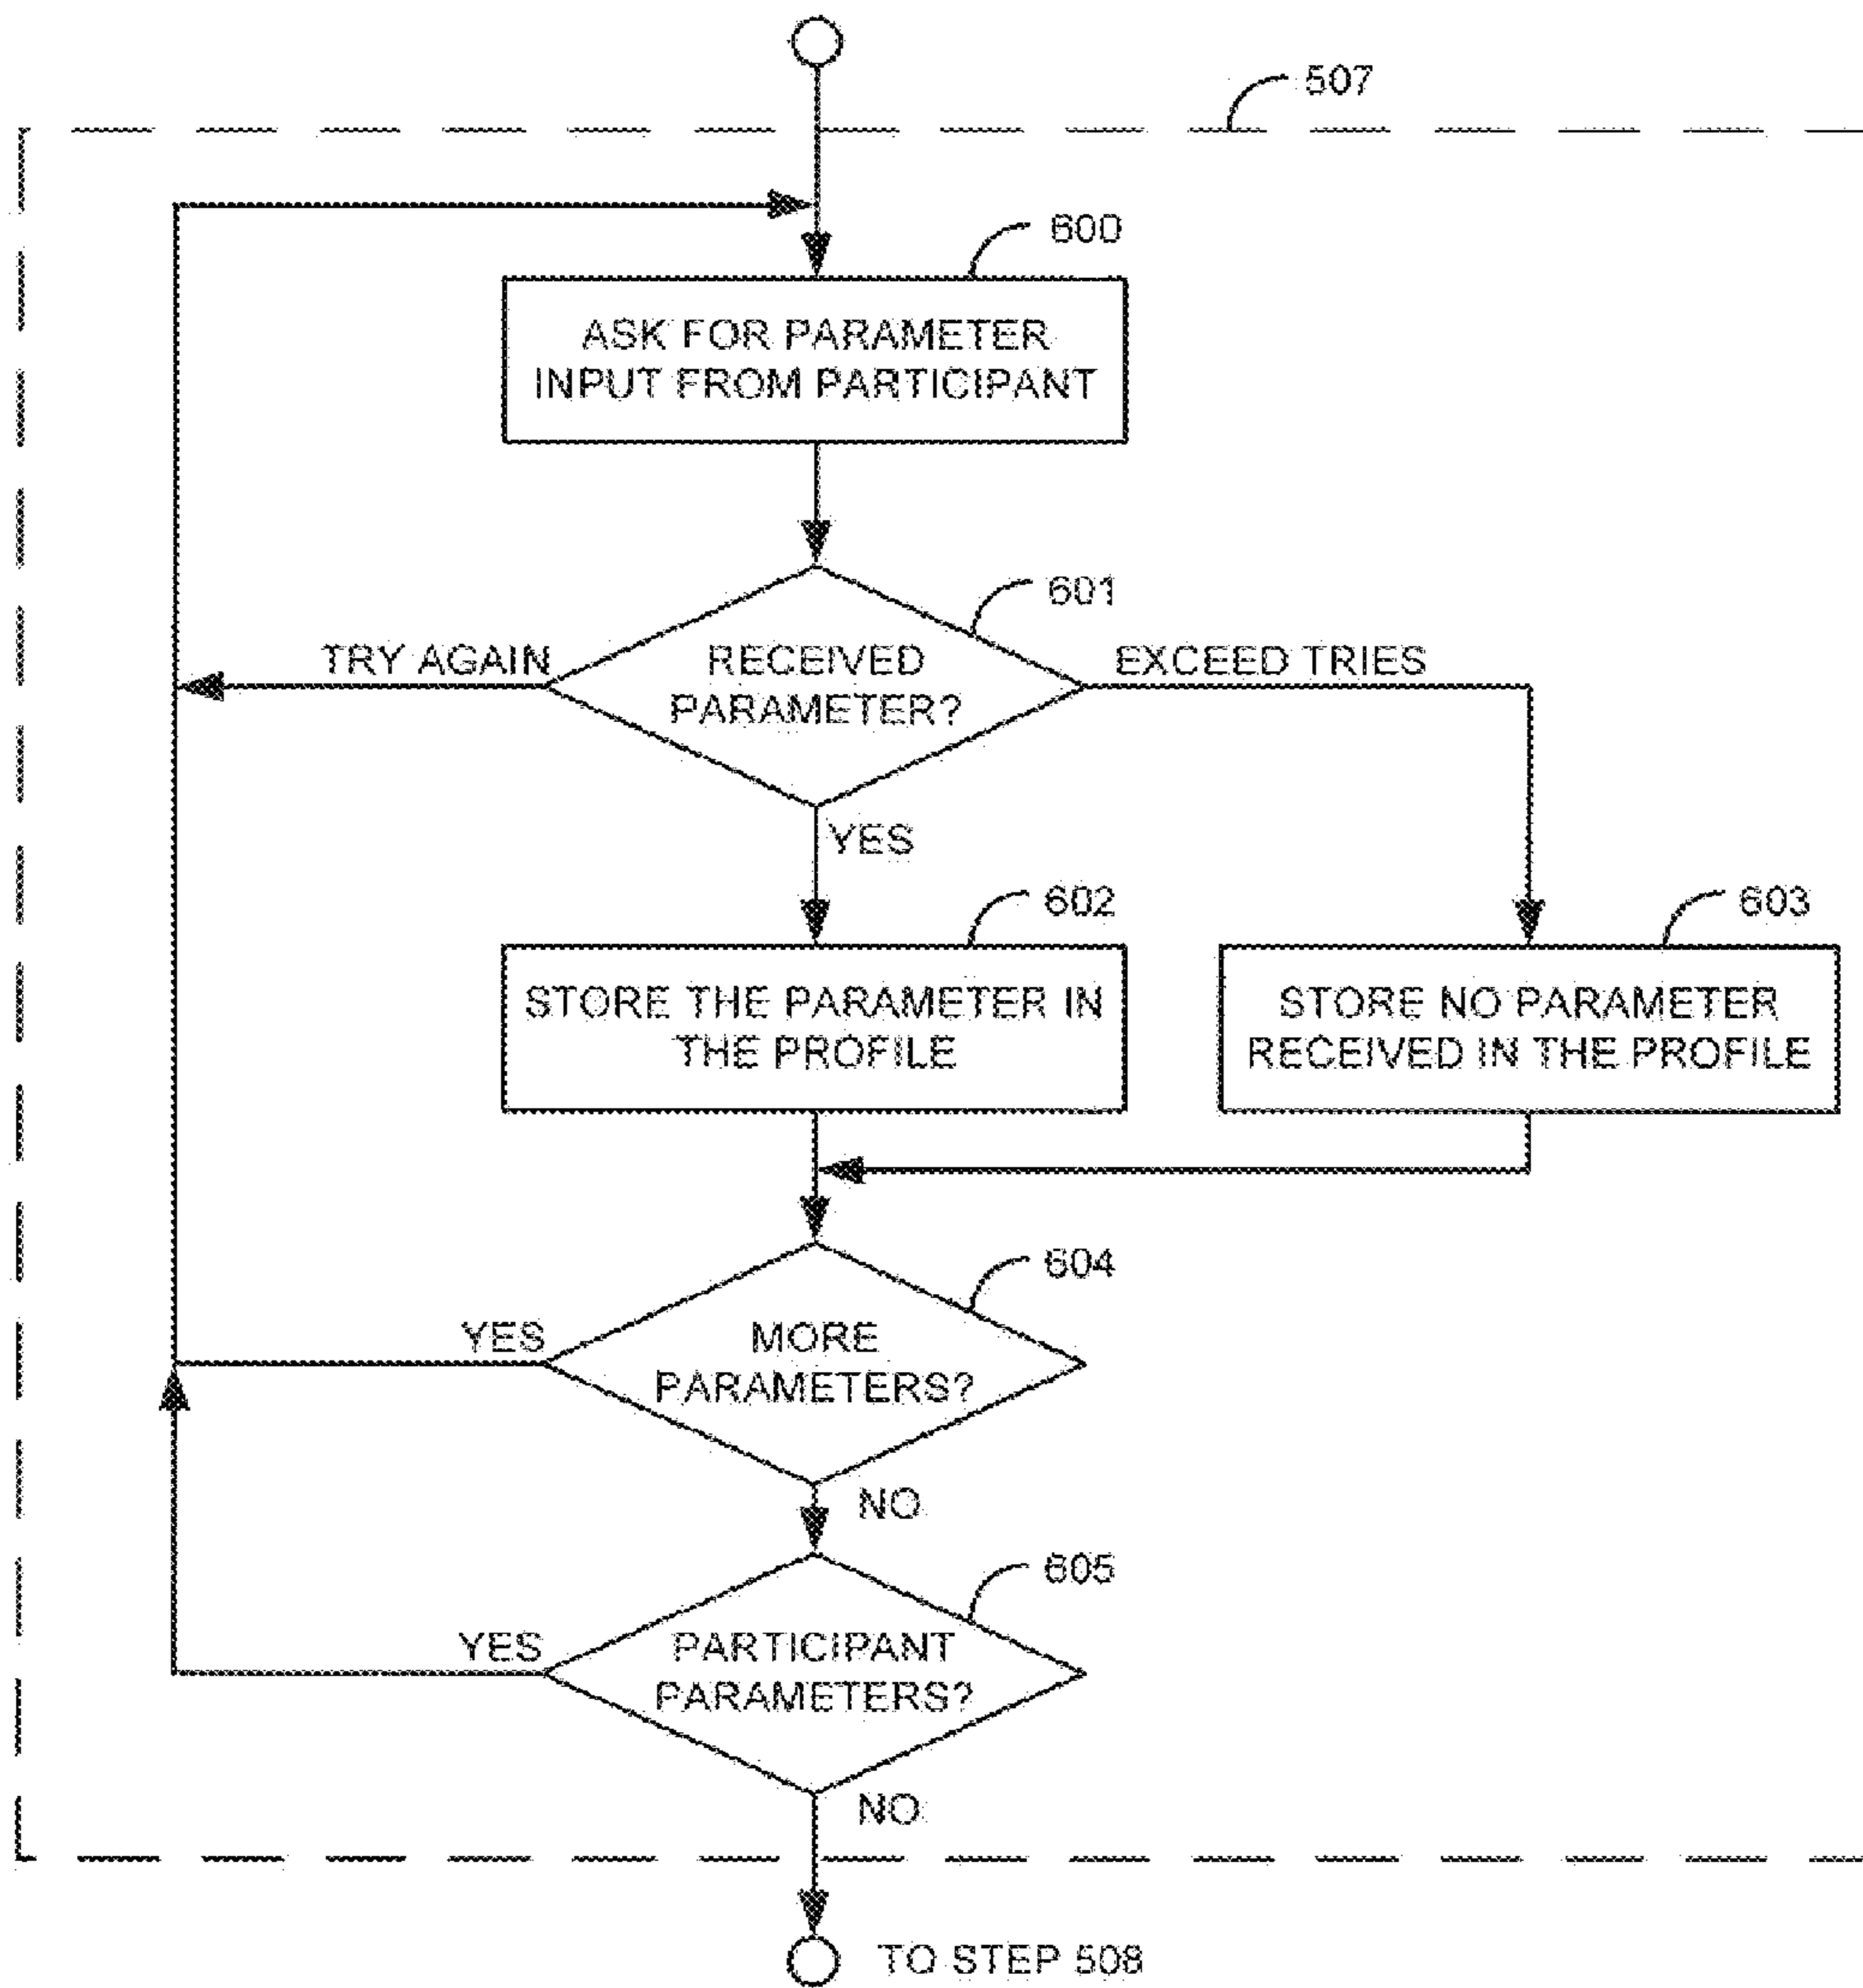 507
600
ASK FOR PARAMETER
INPUT FROM PARTICIPANT
601
TRY AGAIN
RECEIVED
PARAMETER?
EXCEED TRIES
YES
602
603
STORE THE PARAMETER IN
THE PROFILE
STORE NO PARAMETER
RECEIVED IN THE PROFILE
604
YES
MORE
PARAMETERS?
NO
605
YES
PARTICIPANT
PARAMETERS?
NO
TO STEP 508